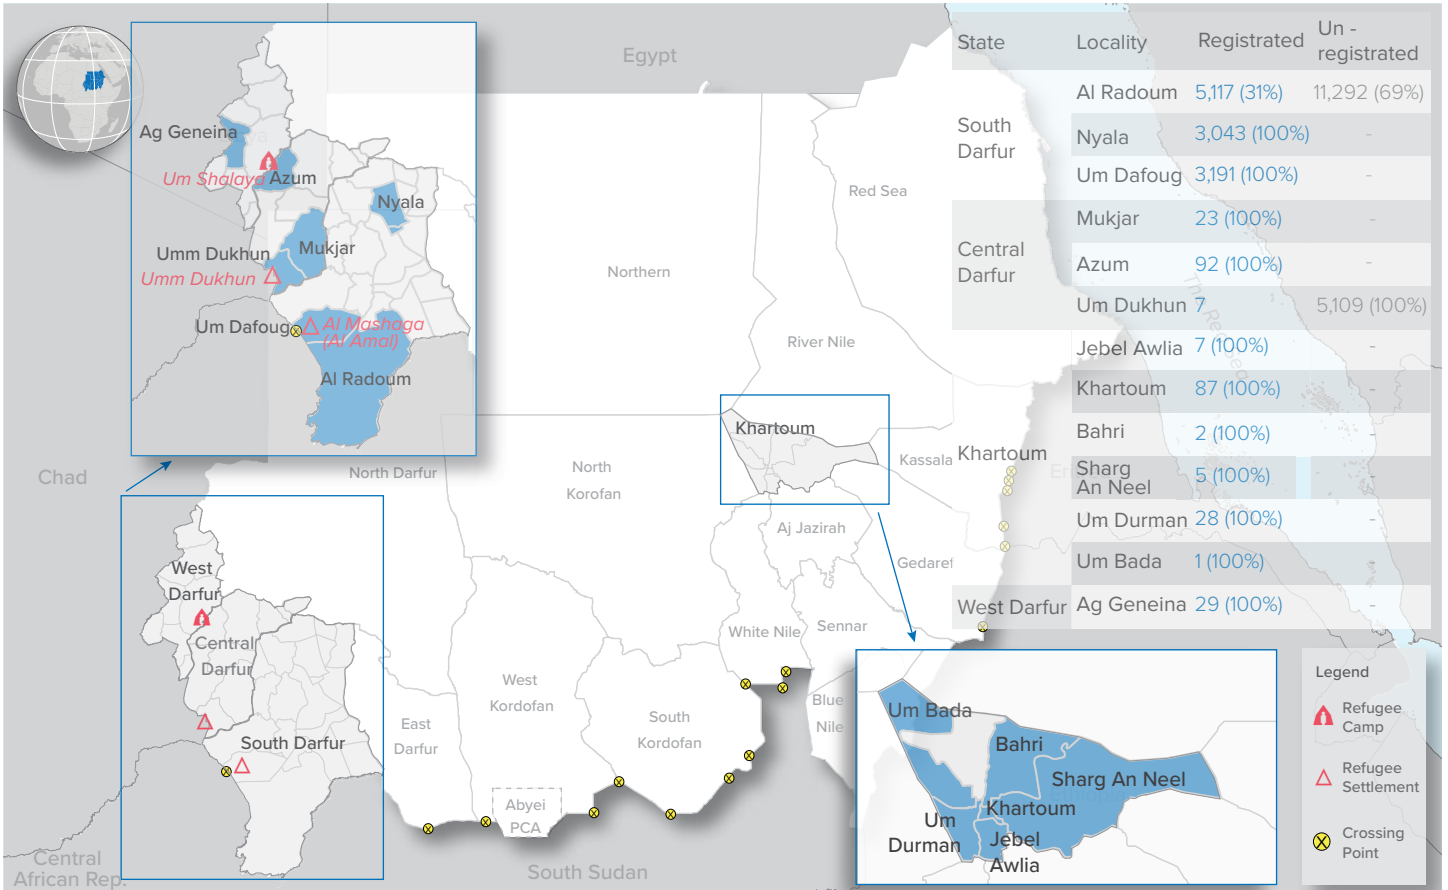 Egypt
State
Locality
Registrated
Un -
registrated
South
Darfur
Al Radoum
5,117 (31%)
11,292 (69%)
Nyala
3,043 (100%)
-
Um Dafoug
3,191 (100%)
-
Central
Darfur
Mukjar
23 (100%)
-
Azum
92 (100%)
-
Um Dukhun
7
5,109 (100%)
Khartoum
Jebel Awlia
7 (100%)
-
Khartoum
87 (100%)
-
Bahri
2 (100%)
-
Sharg
An Neel
5 (100%)
-
Um Durman
28 (100%)
-
Um Bada
1 (100%)
-
West Darfur
Ag Geneina
29 (100%)
-
Ag Geneina
Um Shalaya
Azum
Nyala
Mukjar
Umm Dukhun
Umm Dukhun
Um Dafoug
Al Mashaga
(Al Amal)
Al Radoum
Red Sea
The Red Sea
Northern
River Nile
Chad
North Darfur
North
Korofan
Khartoum
Kassala
Aj Jazirah
Gedaref
White Nile
Sennar
West
Kordofan
South
Kordofan
Blue
Nile
East
Darfur
Abyei
PCA
West
Darfur
Central
Darfur
South Darfur
Central
African Rep.
South Sudan
Um Bada
Bahri
Sharg An Neel
Khartoum
Um
Durman
Jebel
Awlia
Legend
Refugee
Camp
Refugee
Settlement
Crossing
Point